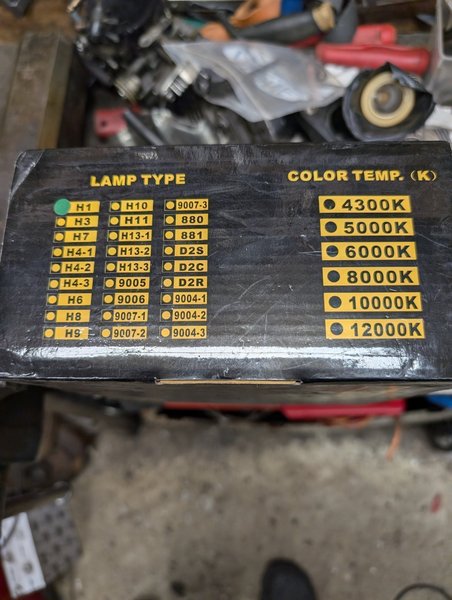 LAMP TYPE
COLOR TEMP. (K)
H1 H10 9007-3
H3 H11 880
H7 H13-1 881
H4-1 H13-2 D2S
H4-2 H13-3 D2C
H4-3 9005 D2R
H6 9006 9004-1
H8 9007-1 9004-2
H9 9007-2 9004-3
4300K
5000K
6000K
8000K
10000K
12000K